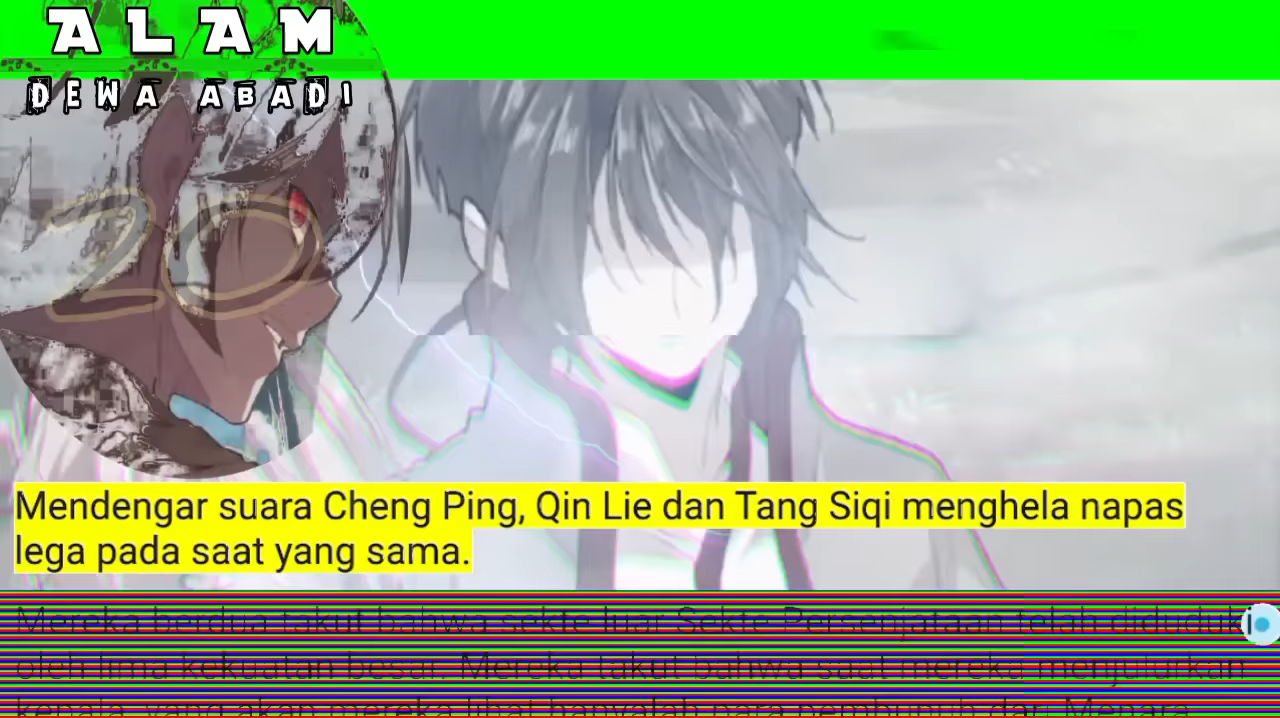 ALAM
DEWA ABADI
20
Mendengar suara Cheng Ping, Qin Lie dan Tang Siqi menghela napas
lega pada saat yang sama.
Mereka berdua takut bahwa sekte luar Sekte Persenjataan telah diduduki
oleh lima kekuatan besar. Mereka takut bahwa saat mereka menjulurkan
kepala, yang akan mereka lihat hanyalah para pembunuh dari Menara